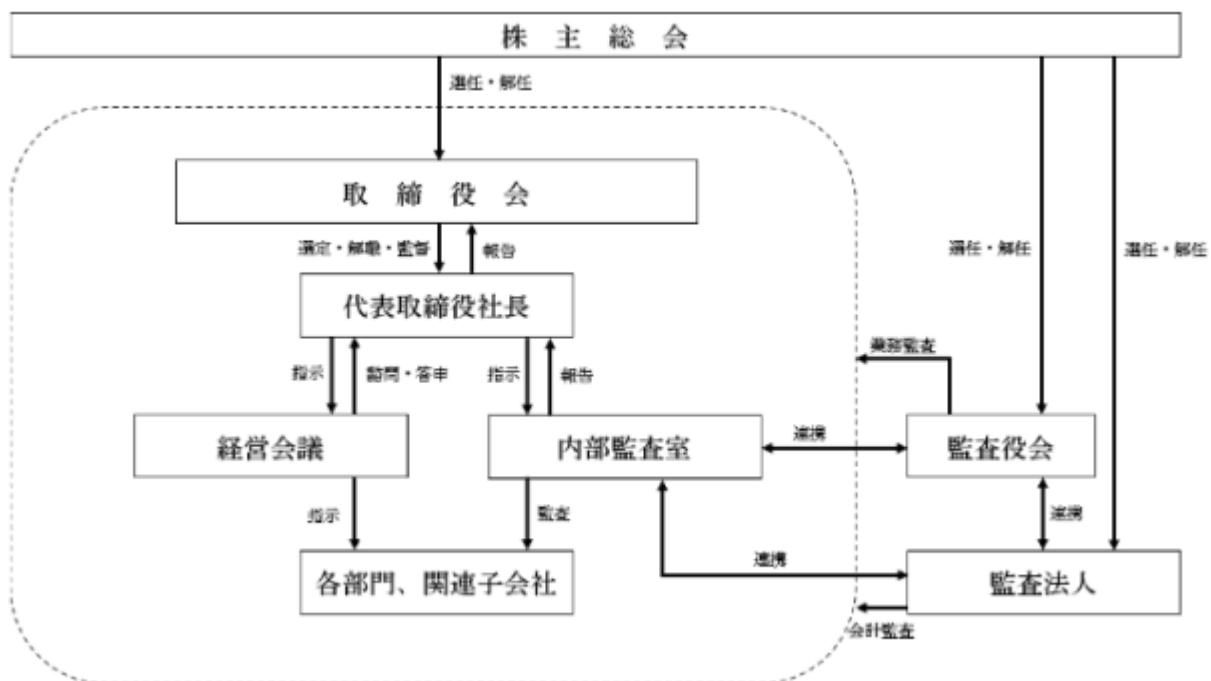 株主総会
選任・解任
取締役会
選定・解職・監督
報告
選任・解任
選任・解任
代表取締役社長
業務監査
指示
諮問・答申
指示
報告
経営会議
内部監査室
連携
監査役会
指示
監査
連携
連携
各部門、関連子会社
監査法人
会計監査